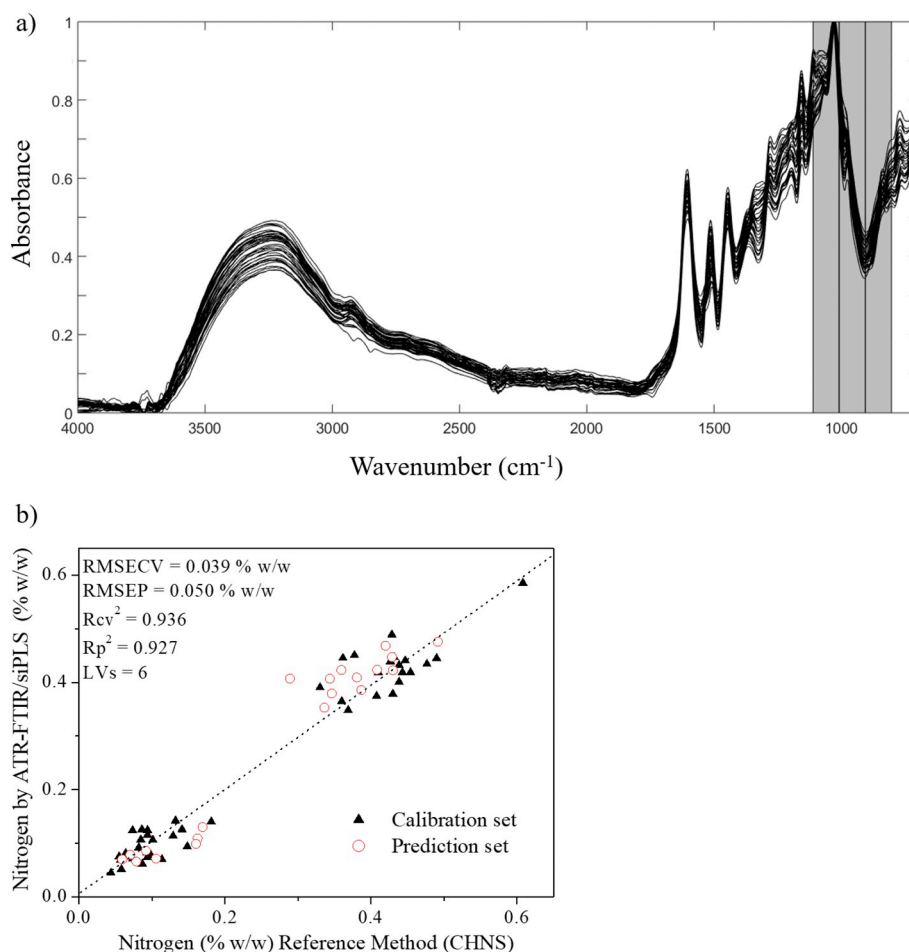 a)
1
0.8
0.6
0.4
0.2
0
Absorbance
4000 3500 3000 2500 2000 1500 1000
Wavenumber (cm⁻¹)
b)
RMSECV = 0.039 % w/w
RMSEP = 0.050 % w/w
Rcv² = 0.936
Rp² = 0.927
LVs = 6
0.6
0.4
0.2
0.0
Nitrogen by ATR-FTIR/siPLS (% w/w)
Calibration set
Prediction set
0.0 0.2 0.4 0.6
Nitrogen (% w/w) Reference Method (CHNS)